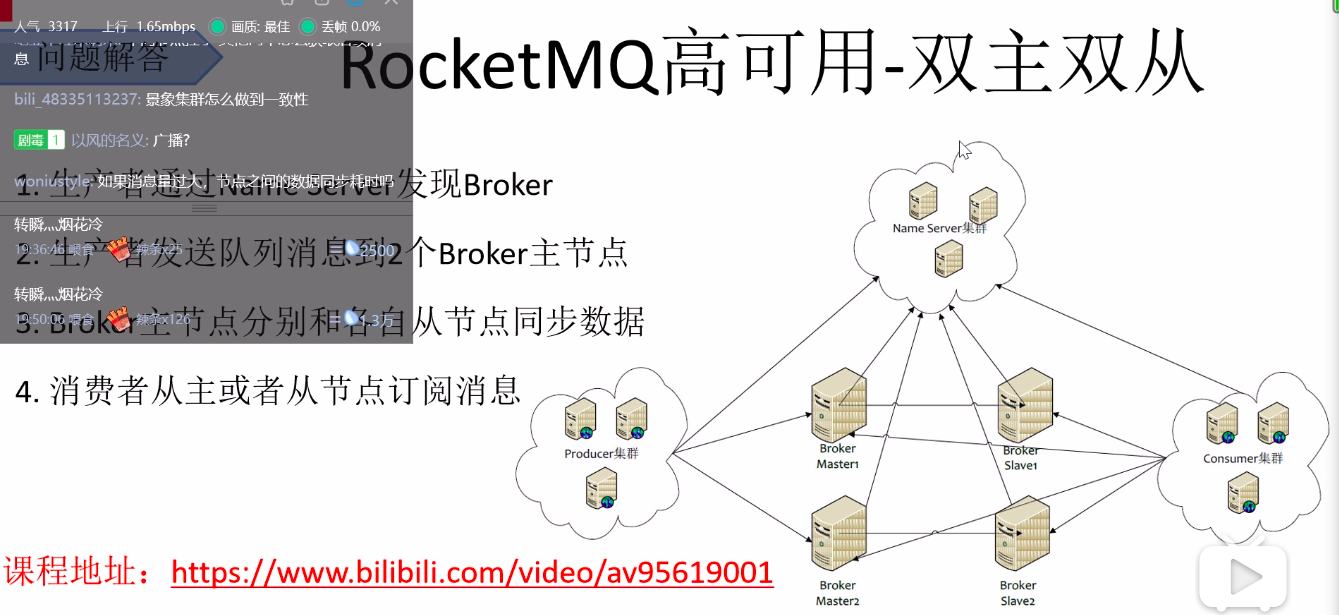 人气 3317 上行 1.65mbps 画质: 最佳 丢帧 0.0%
息
问题解答
RocketMQ高可用-双主双从
bili_48335113237: 景象集群怎么做到一致性
剧毒 1 以风的名义: 广播?
woniustyle: 如果消息量过大，节点之间的数据同步耗时吗
1. 生产者通过Name Server发现Broker
转瞬灬烟花冷
19:36:46 喂食 辣条x25 2500
2. 生产者发送队列消息到2个Broker主节点
转瞬灬烟花冷
19:50:06 喂食 辣条x126 1.3万
3. Broker主节点分别和各自从节点同步数据
4. 消费者从主或者从节点订阅消息
Name Server集群
Producer集群
Broker
Master1
Broker
Slave1
Consumer集群
Broker
Master2
Broker
Slave2
课程地址：https://www.bilibili.com/video/av95619001